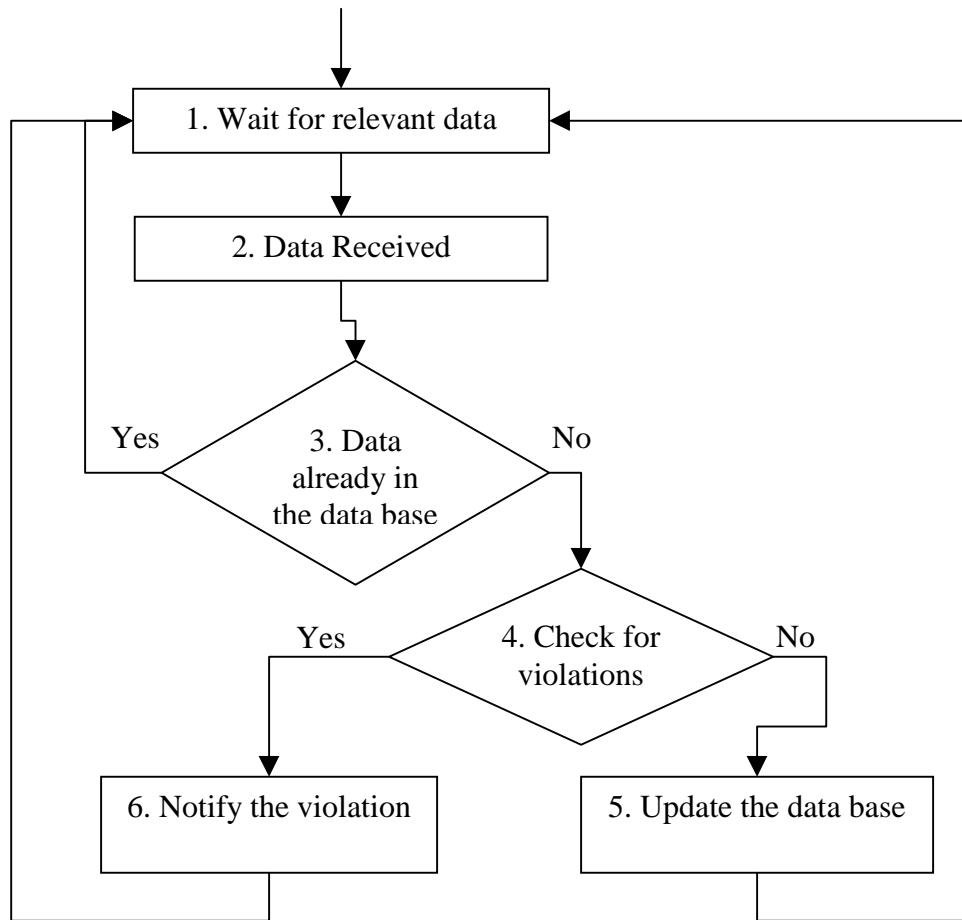 1. Wait for relevant data
2. Data Received
Yes
No
3. Data
already in
the data base
Yes
No
4. Check for
violations
6. Notify the violation
5. Update the data base